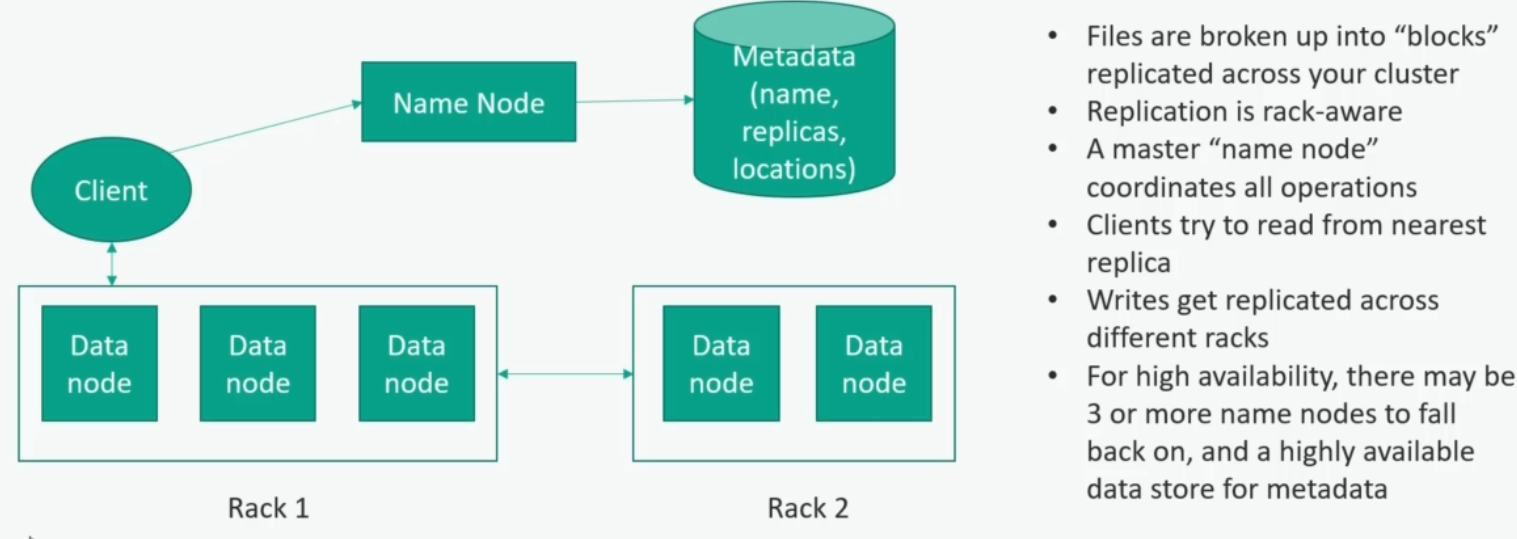 Metadata
(name,
replicas,
locations)
Name Node
Client
Data
node
Data
node
Data
node
Data
node
Data
node
Rack 1
Rack 2
• Files are broken up into “blocks”
replicated across your cluster
• Replication is rack-aware
• A master “name node”
coordinates all operations
• Clients try to read from nearest
replica
• Writes get replicated across
different racks
• For high availability, there may be
3 or more name nodes to fall
back on, and a highly available
data store for metadata